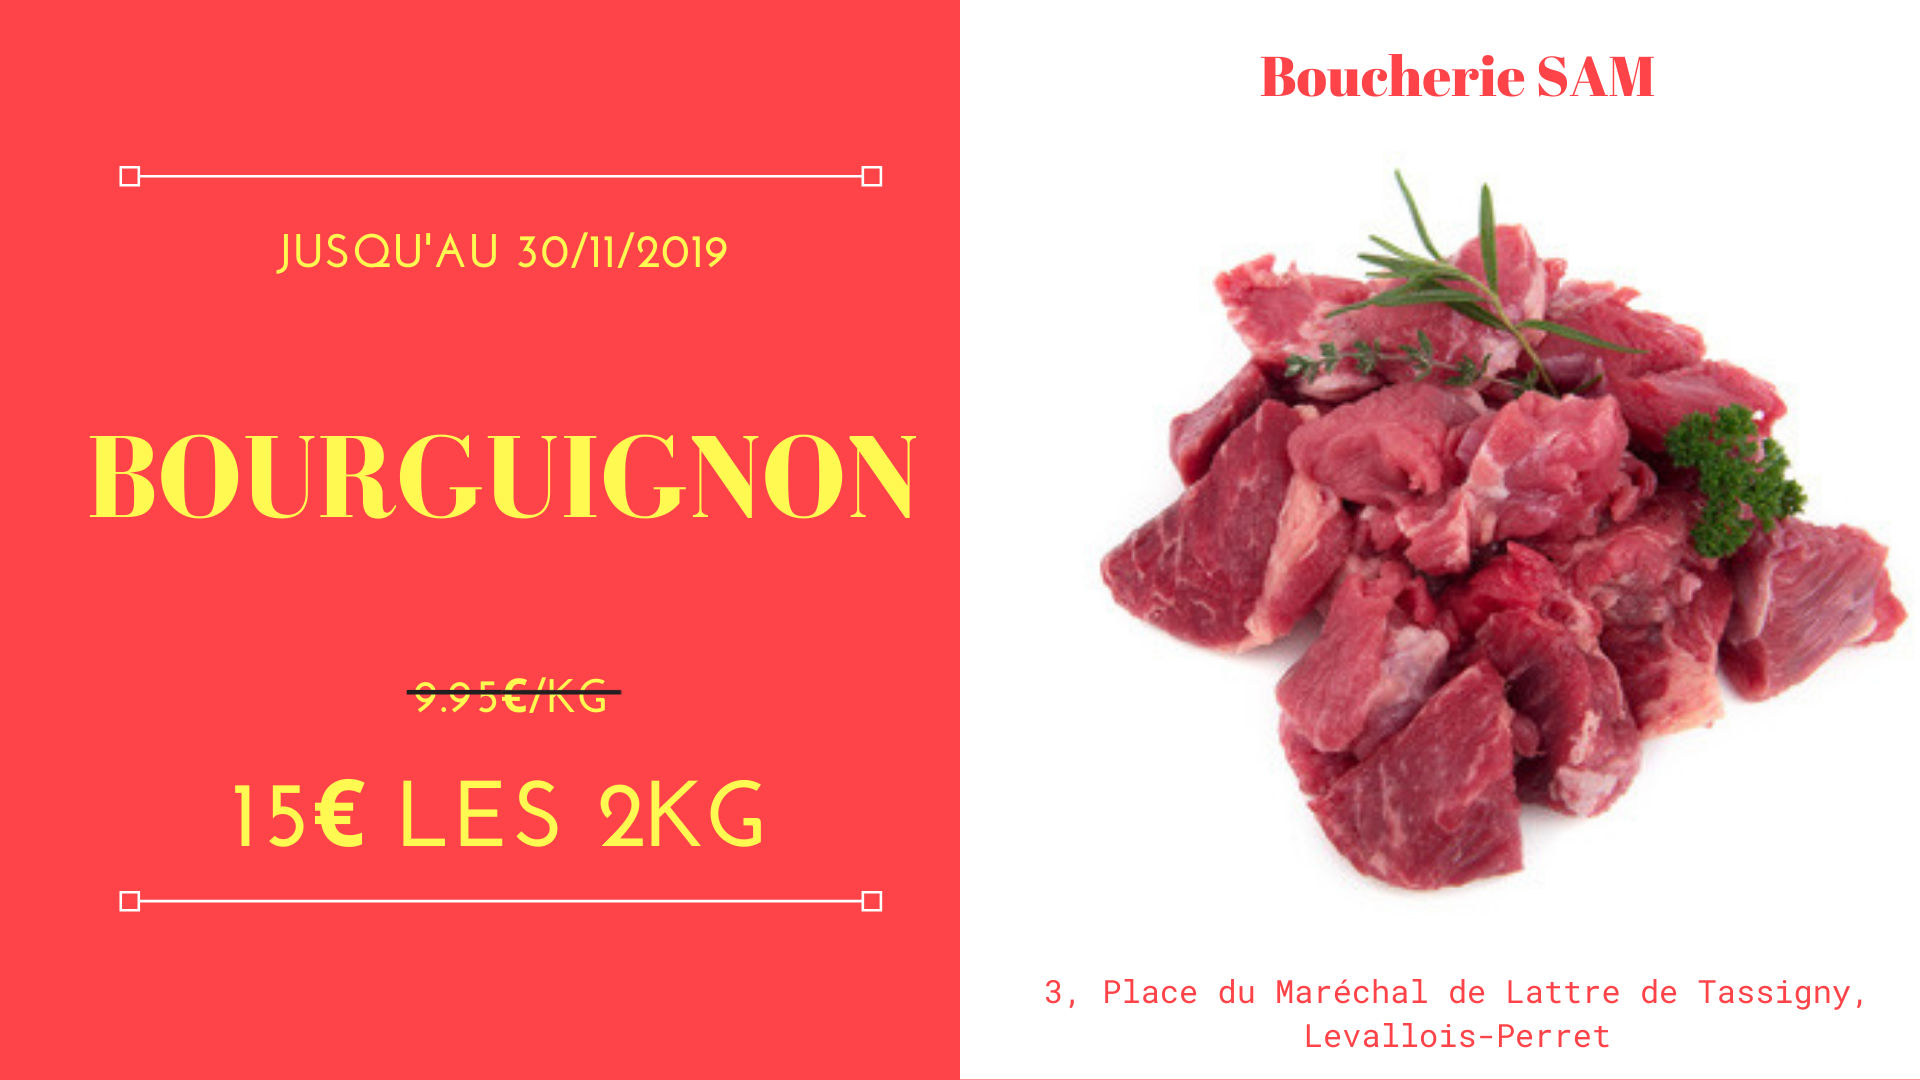 JUSQU'AU 30/11/2019
BOURGUIGNON
9.95€/KG
15€ LES 2KG
Boucherie SAM
3, Place du Maréchal de Lattre de Tassigny,
Levallois-Perret